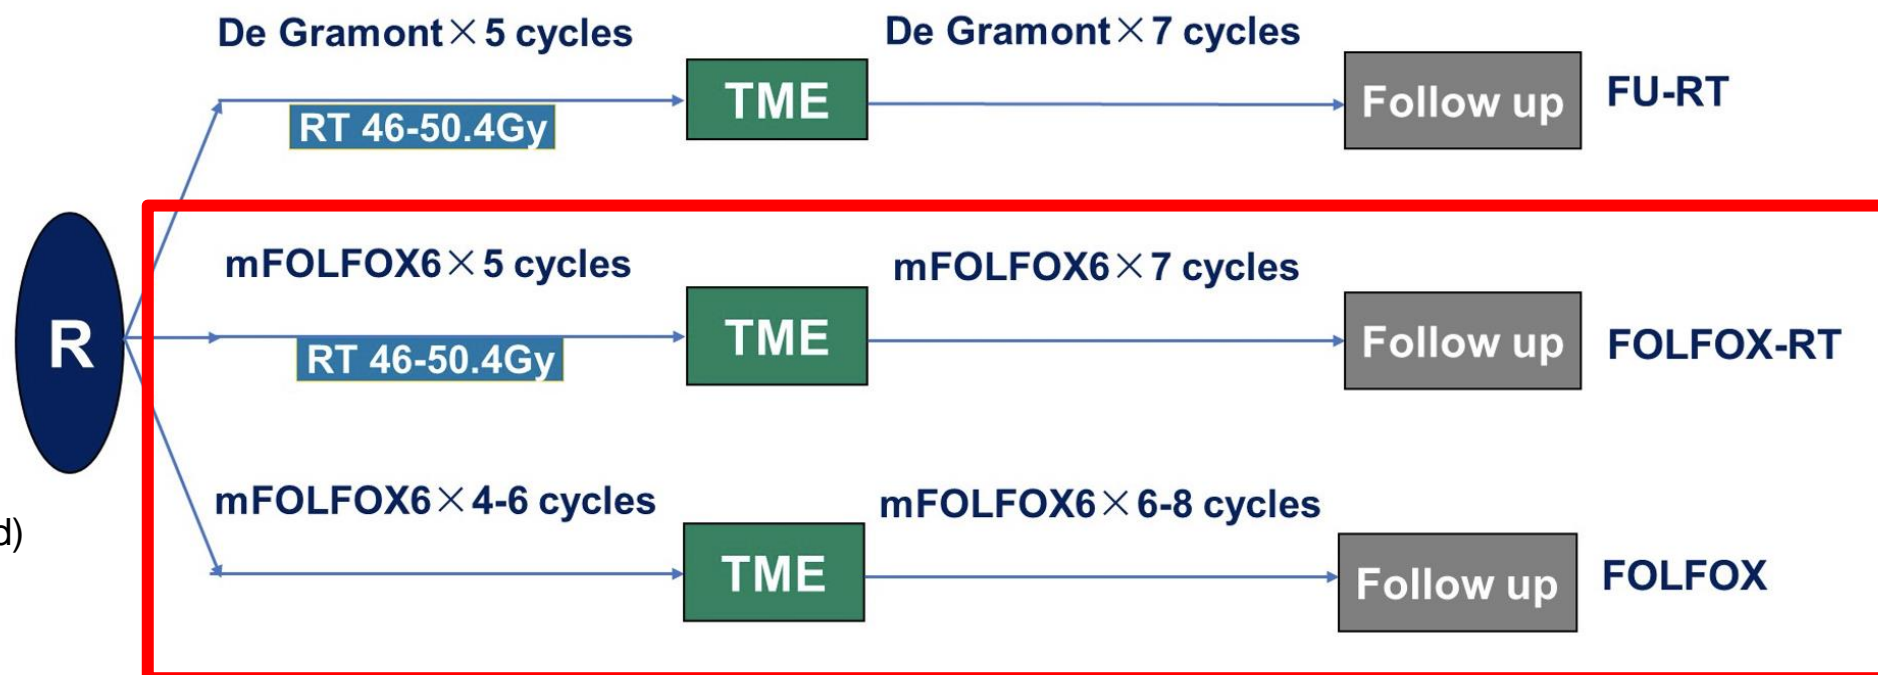 De Gramont×5 cycles
De Gramont×7 cycles
RT 46-50.4Gy
TME
Follow up
FU-RT
R
mFOLFOX6×5 cycles
mFOLFOX6×7 cycles
RT 46-50.4Gy
TME
Follow up
FOLFOX-RT
d)
mFOLFOX6×4-6 cycles
mFOLFOX6×6-8 cycles
TME
Follow up
FOLFOX